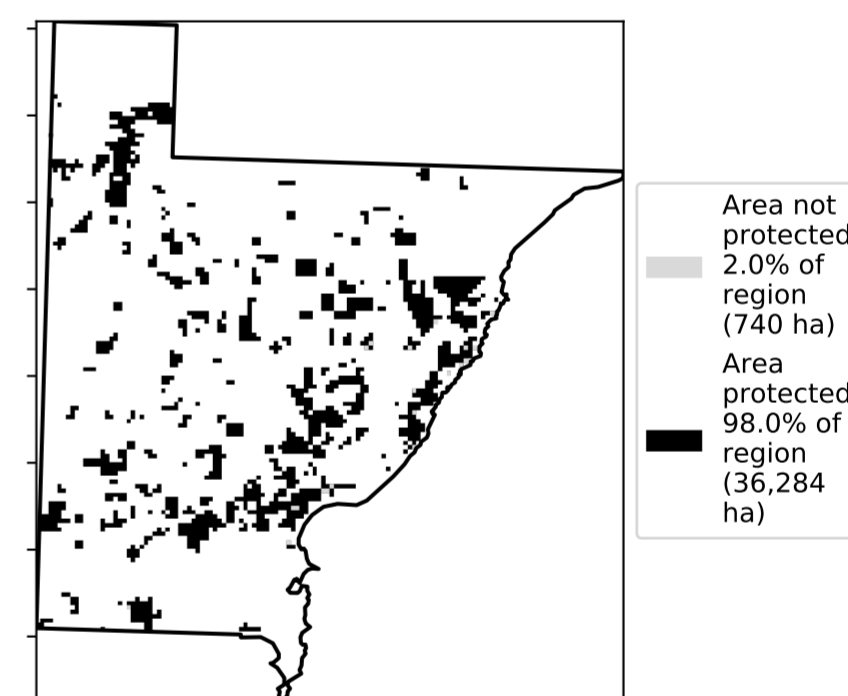 Area not
protected
2.0% of
region
(740 ha)
Area
protected
98.0% of
region
(36,284
ha)